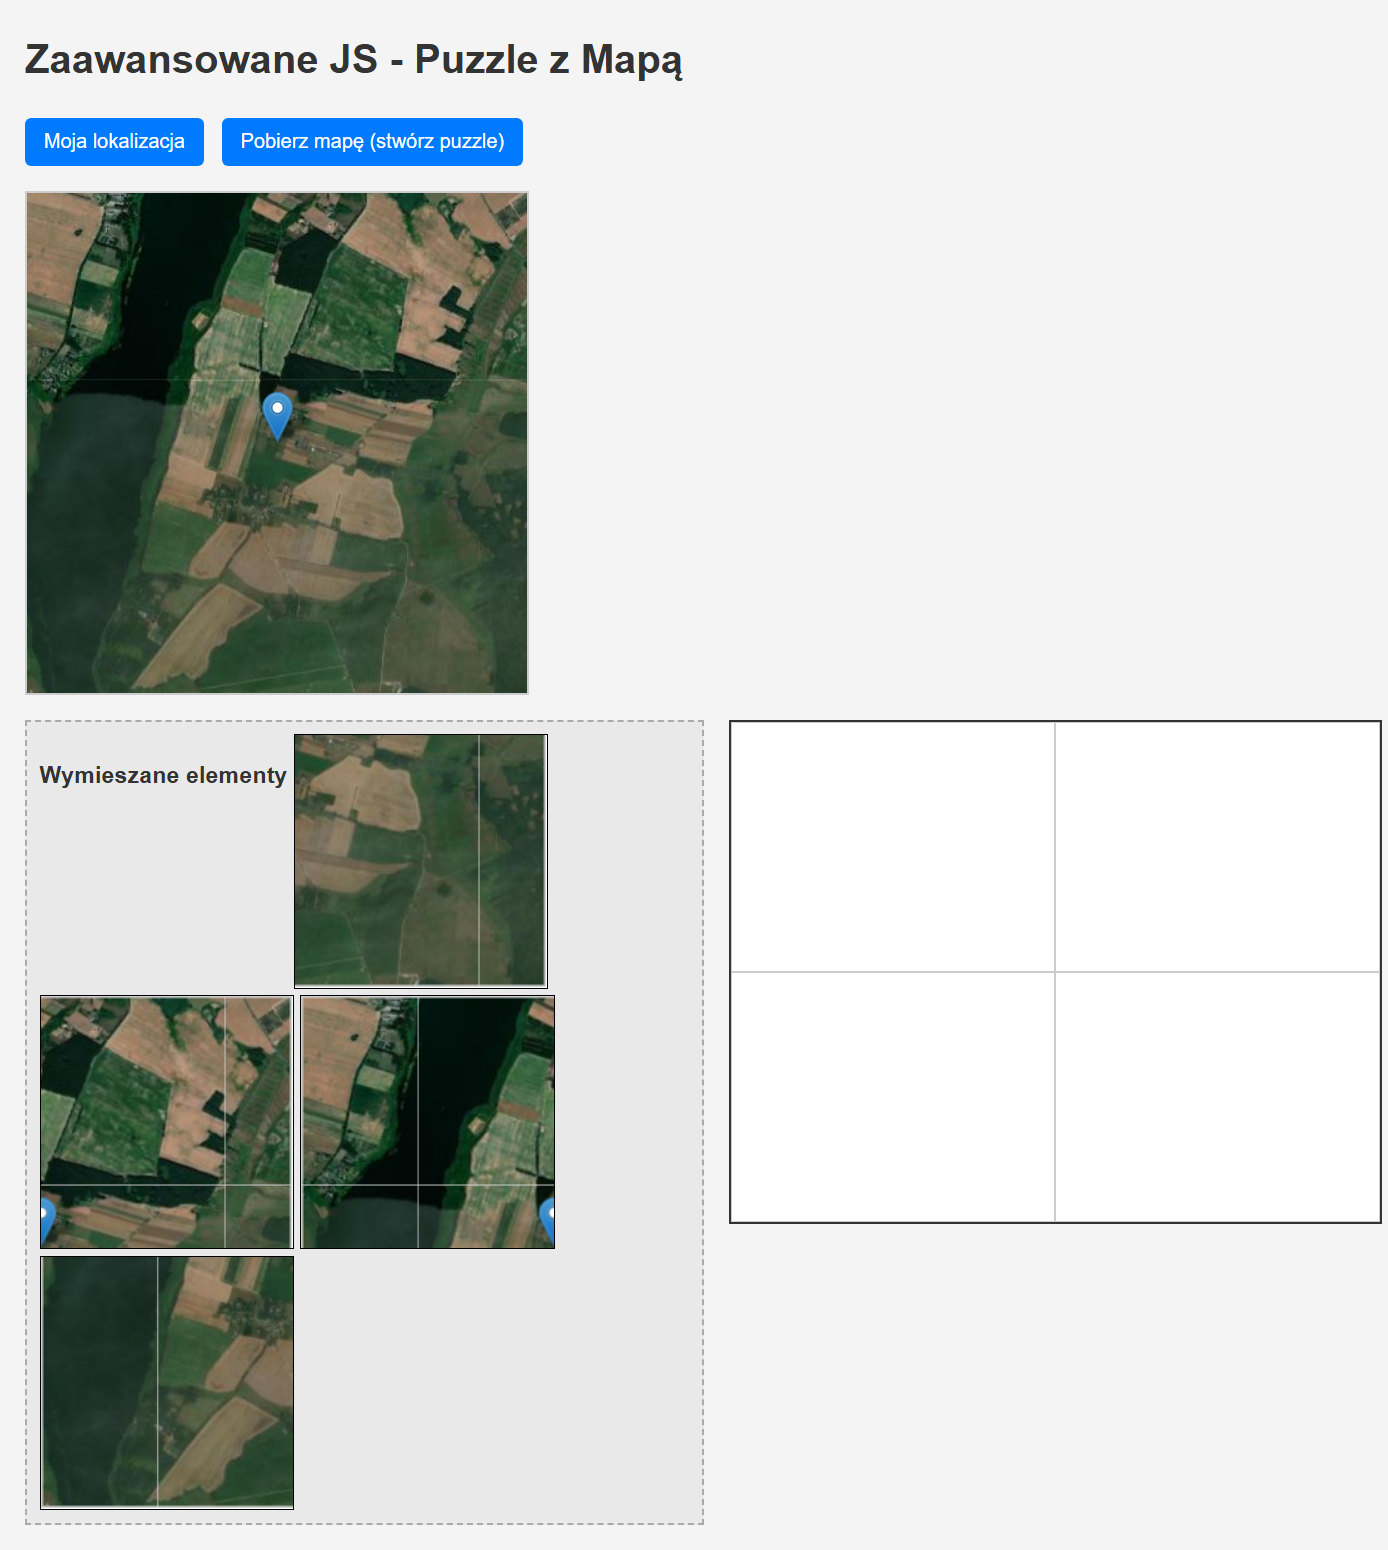 Zaawansowane JS - Puzzle z Mapą
Moja lokalizacja
Pobierz mapę (stwórz puzzle)
Wymieszane elementy